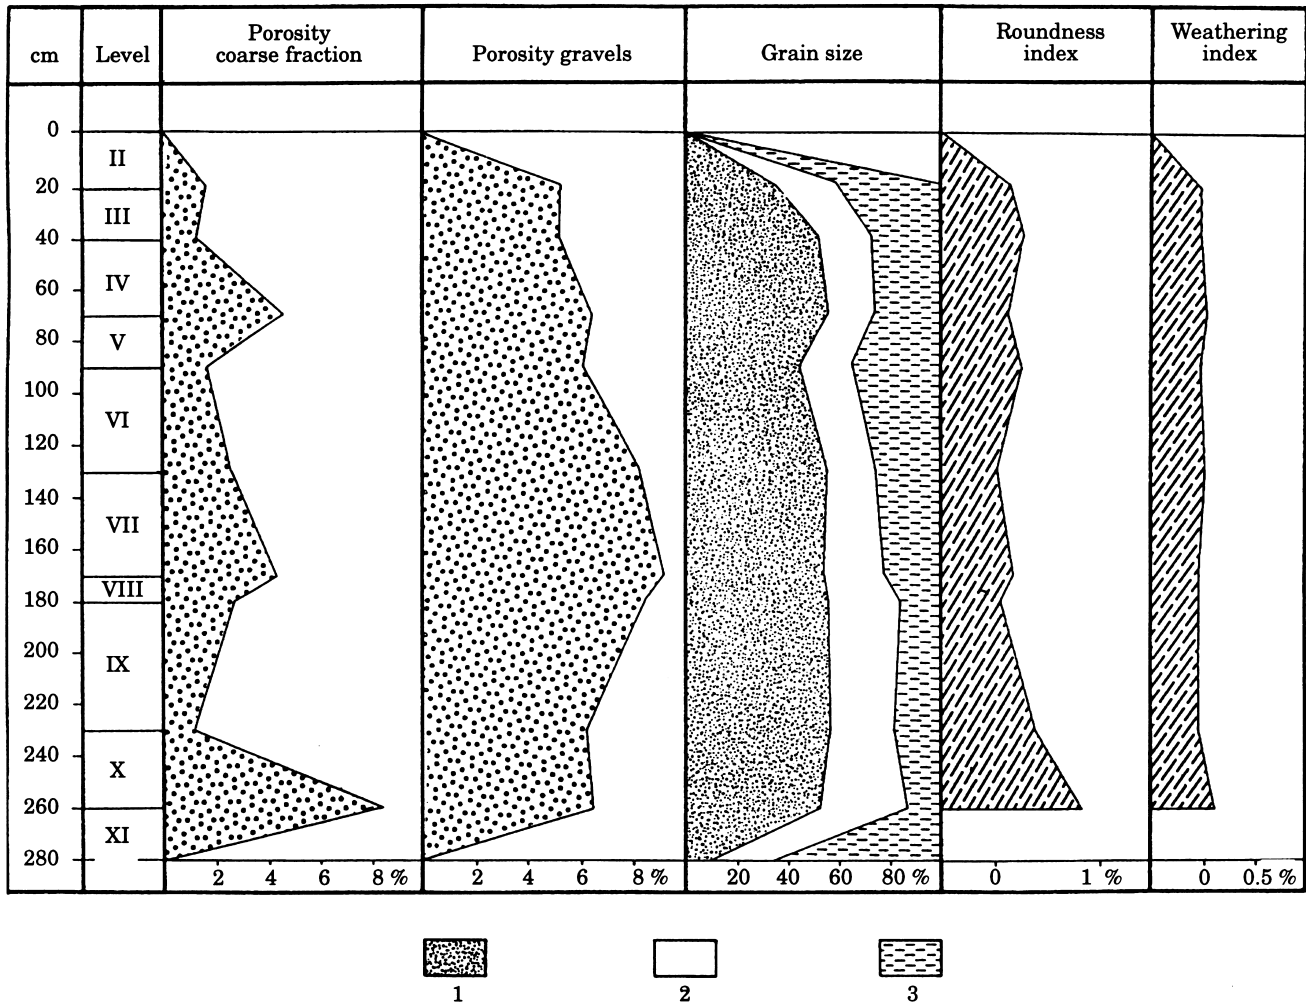 cm
Level
Porosity
coarse fraction
Porosity gravels
Grain size
Roundness
index
Weathering
index
0
II
20
III
40
IV
60
80
V
100
VI
120
140
VII
160
VIII
180
200
IX
220
240
X
260
XI
280
2 4 6 8 %
2 4 6 8 %
20 40 60 80 %
0 1 %
0 0.5 %
1 2 3